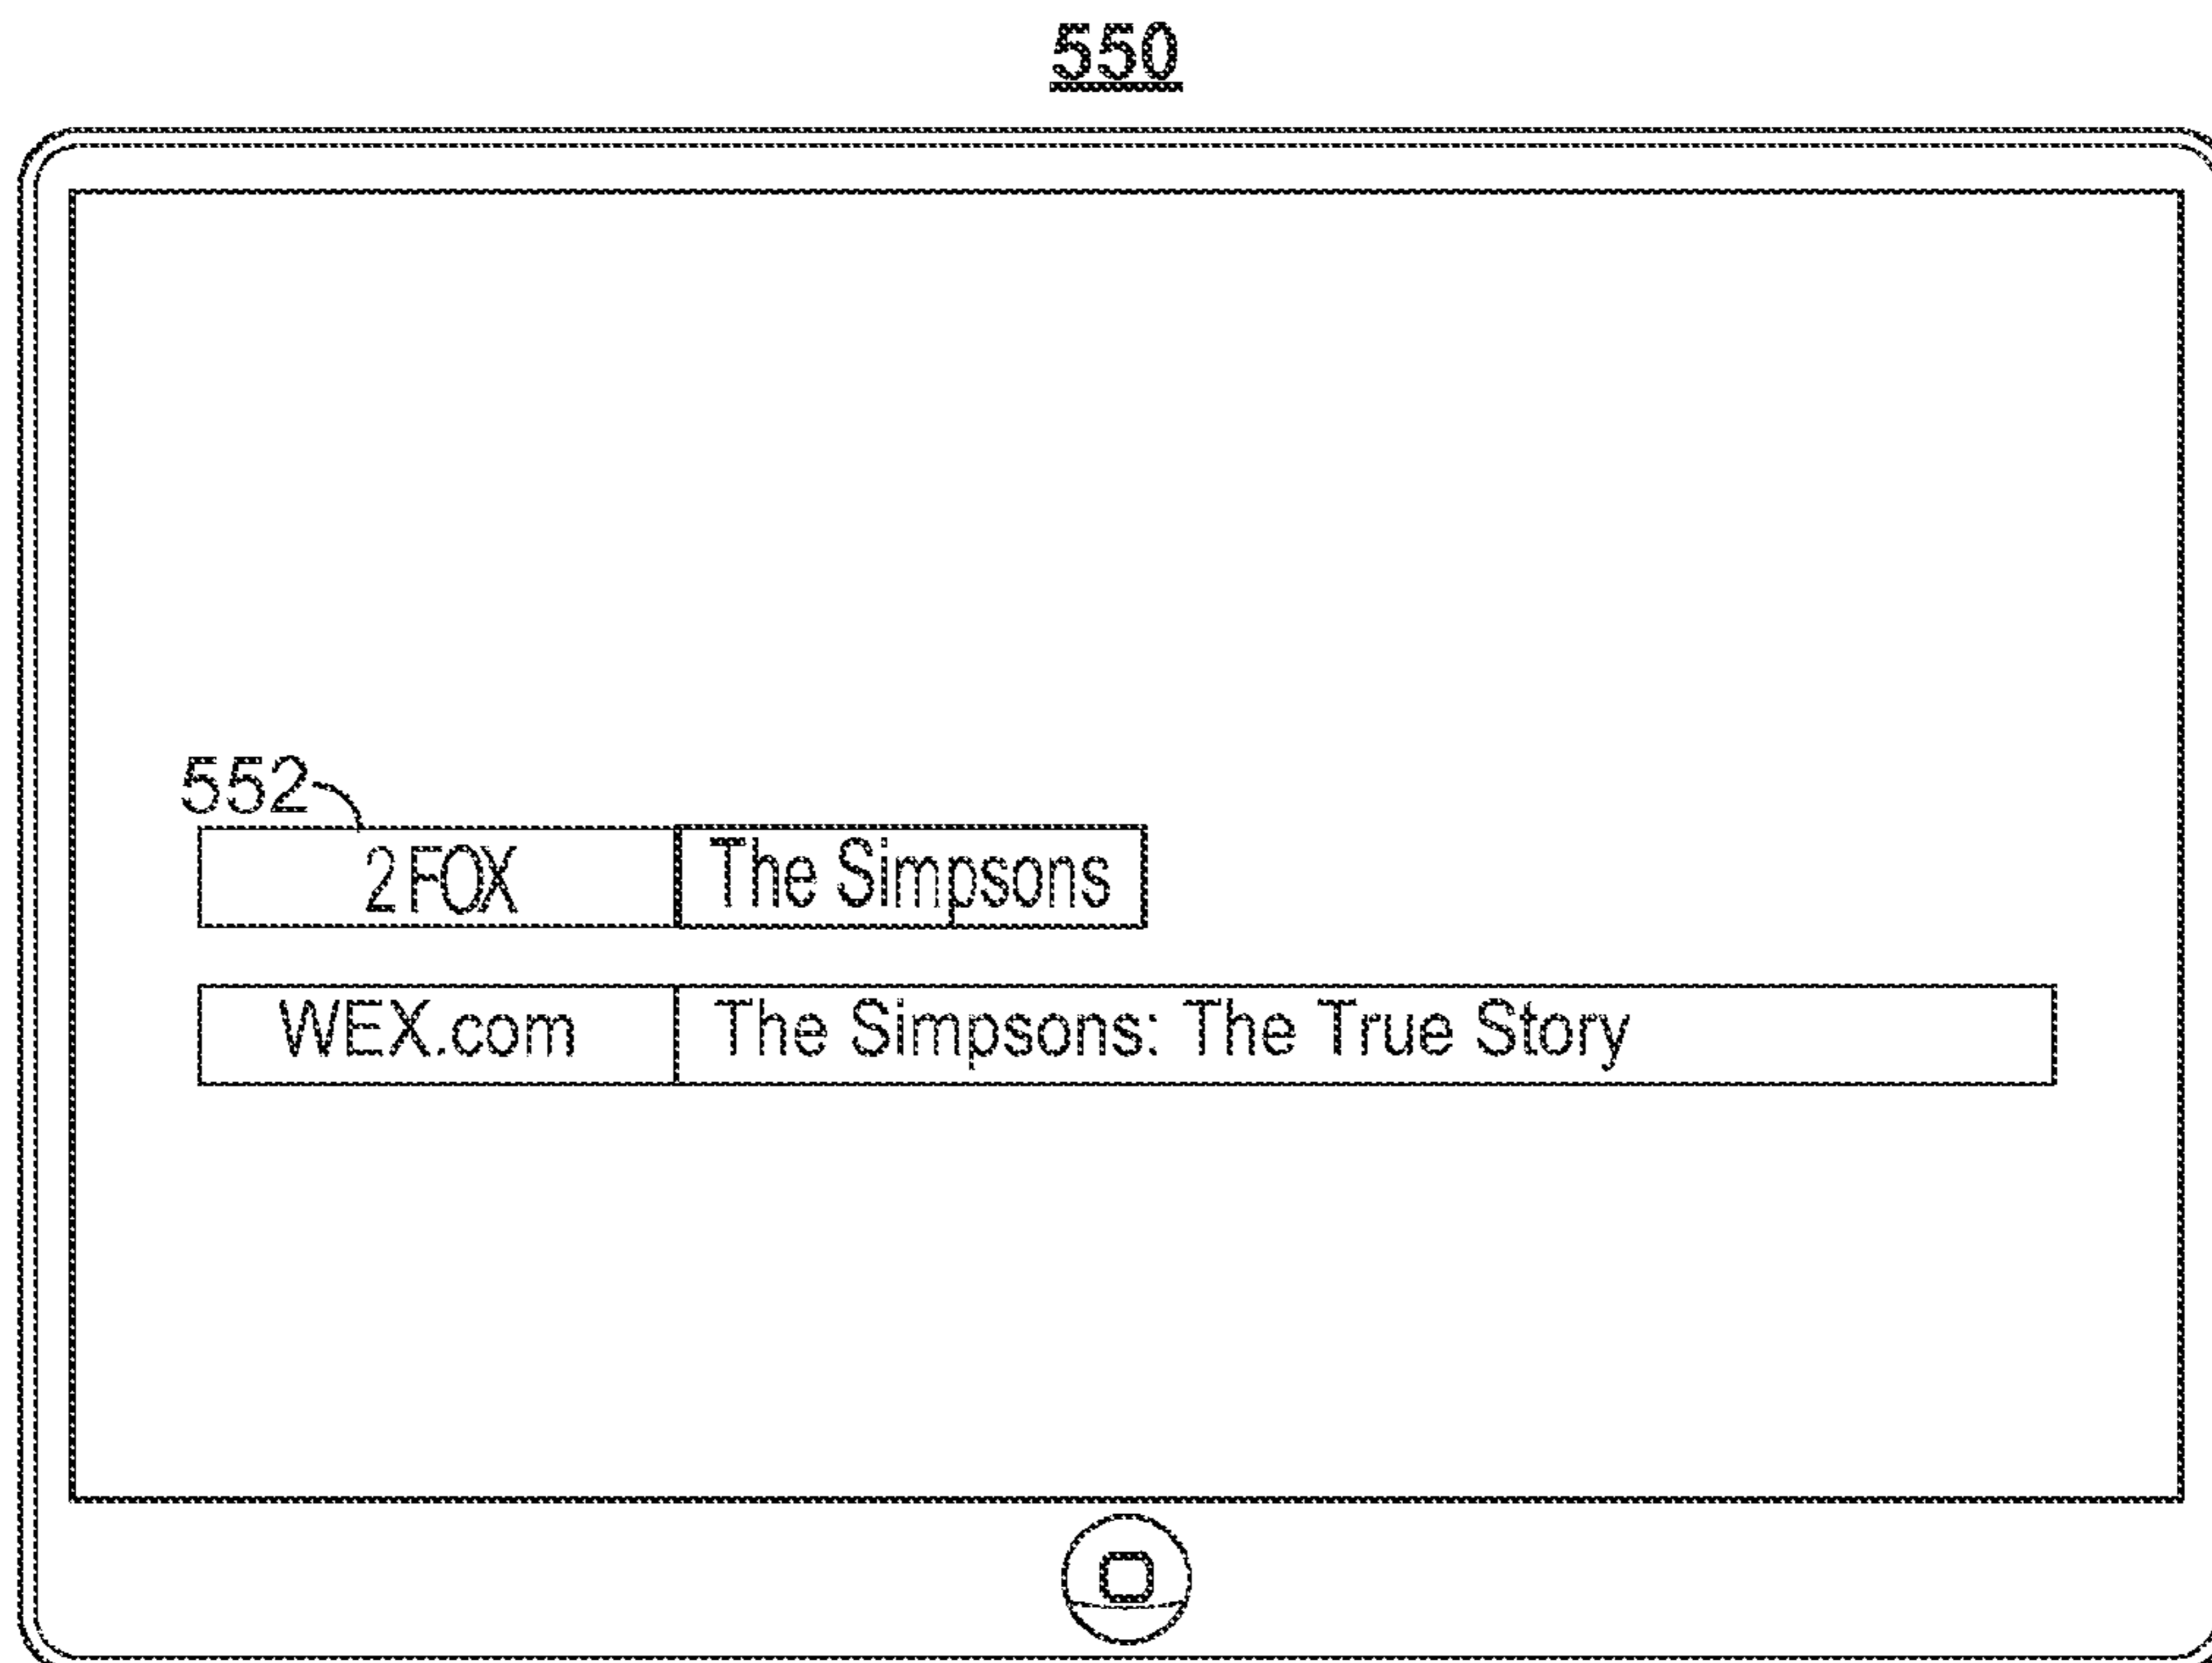 550
552
2 FOX The Simpsons
WEX.com The Simpsons: The True Story